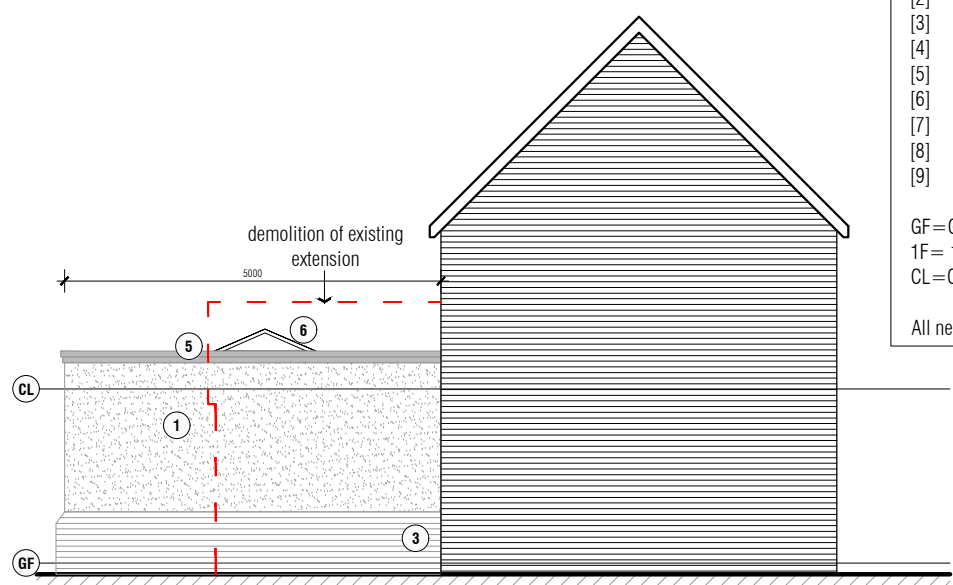 [3]
[4]
[5]
[6]
[7]
[8]
[9]
GF=
1F= 1
CL=
All ne
demolition of existing
extension
5000
6
5
CL
1
3
GF